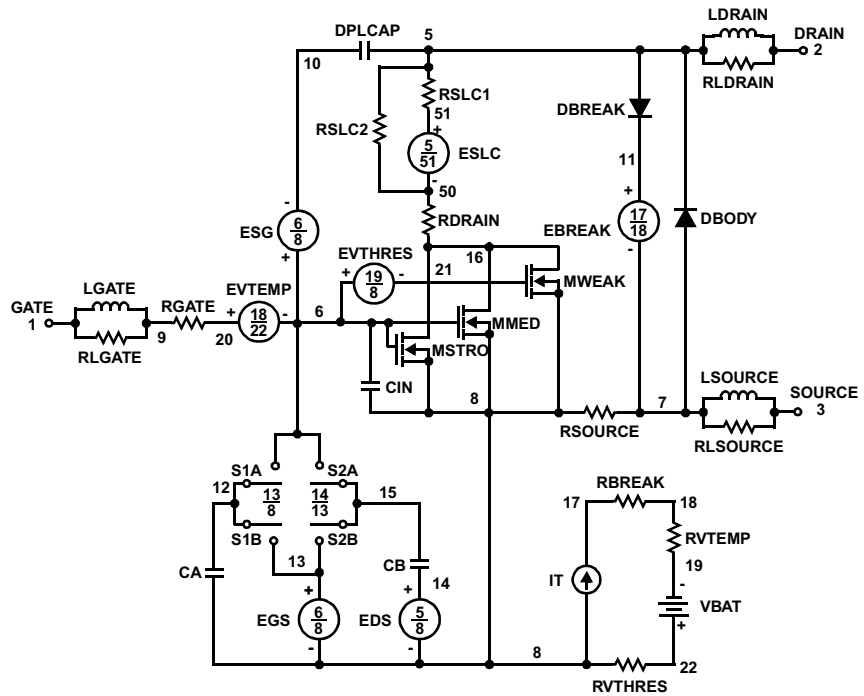 LDRAIN
DPLCAP 5 DRAIN
10 2
RLDRAIN
RSLC1
51
DBREAK
RSLC2
+
5
51
ESLC
11
-
50
- +
RDRAIN
ESG 6
8
EBREAK 17
18
DBODY
+
EVTHRES
16
-
+ 19
8
- 21
MWEAK
LGATE
EVTEMP
GATE RGATE + 18
22
- 6
MMED
1
9 20
MSTRO
RLGATE
CIN
LSOURCE
8 7 SOURCE
3
RSOURCE
RLSOURCE
S1A S2A
12 13
8
14
13
15
RBREAK
17 18
S1B S2B
RVTEMP
13
CA CB 19
IT
14 -
+ +
VBAT
EGS 6
8
EDS 5
8
+
- - 8
22
RVTHRES